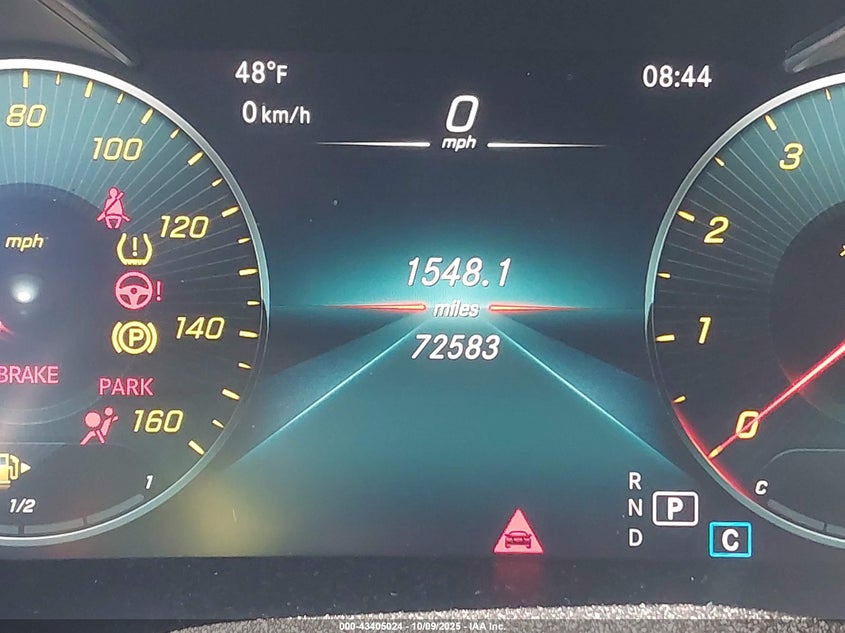 48°F
0 km/h
0
mph
08:44
80
100
120
140
160
mph
!
!
P
BRAKE
PARK
1/2
1
1548.1
miles
72583
3
2
1
0
C
R
N
P
D
C
000-43405024 - 10/09/2025 - IAA Inc.